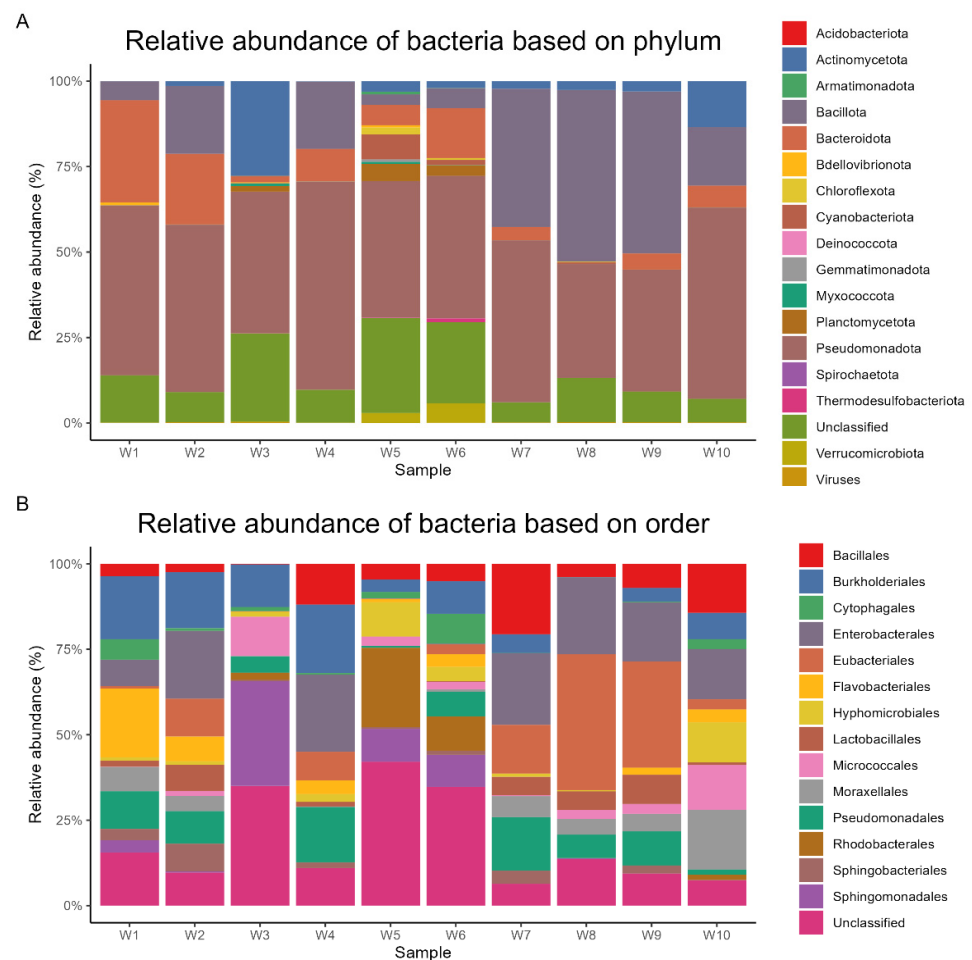 A
Relative abundance of bacteria based on phylum
Relative abundance (%)
100%
75%
50%
25%
0%
W1 W2 W3 W4 W5 W6 W7 W8 W9 W10
Sample
Acidobacteriota
Actinomycetota
Armatimonadota
Bacillota
Bacteroidota
Bdellovibrionota
Chloroflexota
Cyanobacteriota
Deinococcota
Gemmatimonadota
Myxococcota
Planctomycetota
Pseudomonadota
Spirochaetota
Thermodesulfobacteriota
Unclassified
Verrucomicrobiota
Viruses
B
Relative abundance of bacteria based on order
Relative abundance (%)
100%
75%
50%
25%
0%
W1 W2 W3 W4 W5 W6 W7 W8 W9 W10
Sample
Bacillales
Burkholderiales
Cytophagales
Enterobacterales
Eubacteriales
Flavobacteriales
Hyphomicrobiales
Lactobacillales
Micrococcales
Moraxellales
Pseudomonadales
Rhodobacterales
Sphingobacteriales
Sphingomonadales
Unclassified